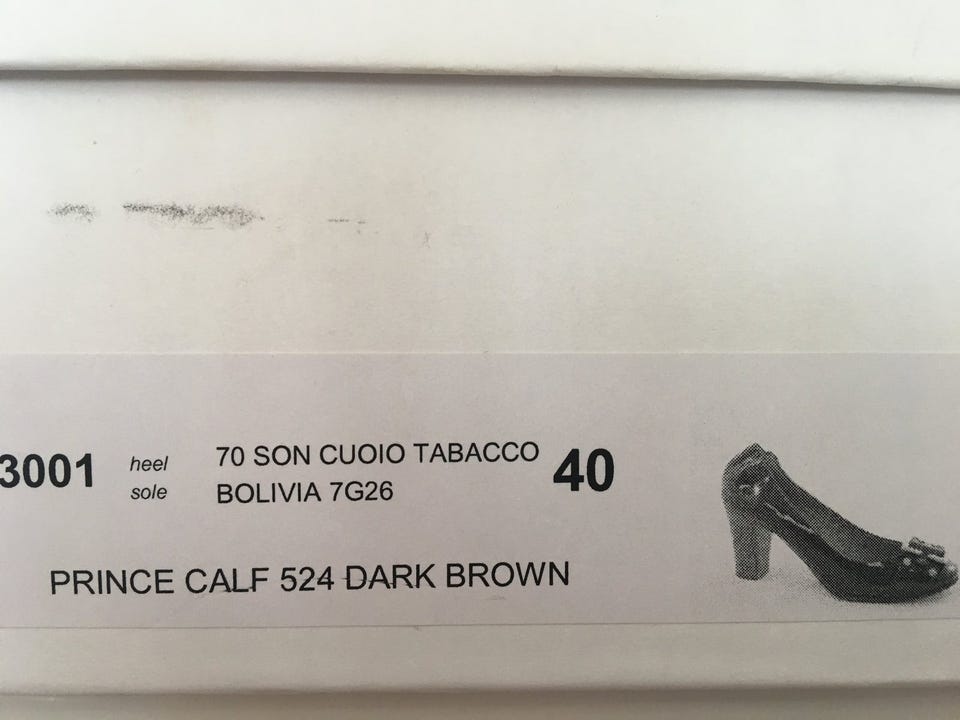 3001
heel 70 SON CUOIO TABACCO 40
sole BOLIVIA 7G26
PRINCE CALF 524 DARK BROWN